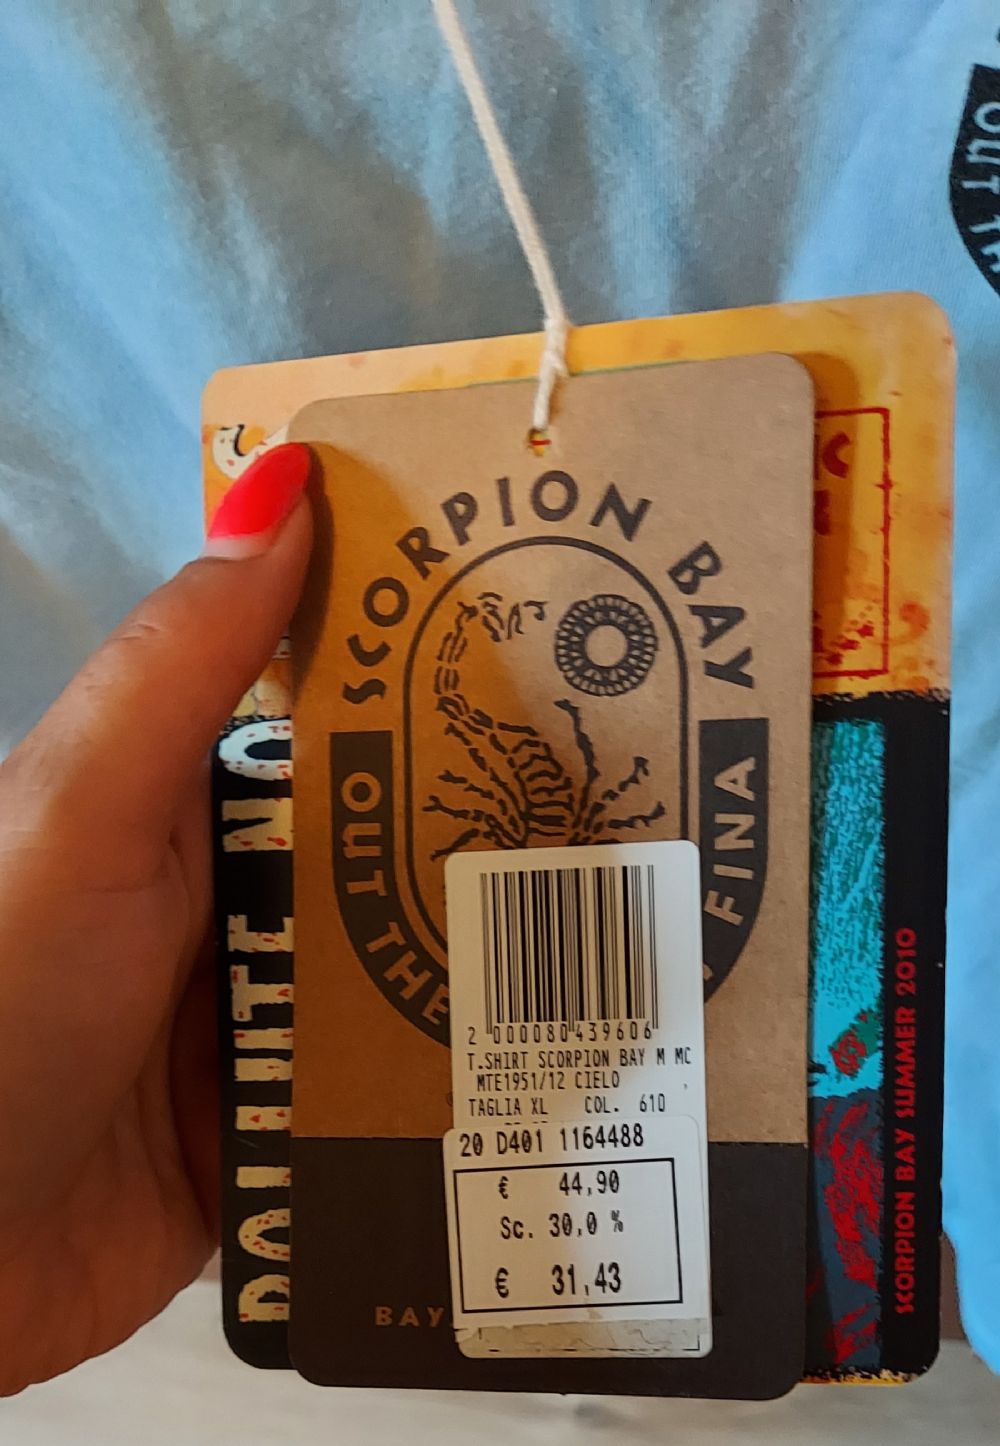 OUT
SCORPION BAY
OUT THE
FINA
2 000080 439606
T.SHIRT SCORPION BAY M MC
MTE1951/12 CIELO
TAGLIA XL COL. 610
20 D401 1164488
€ 44,90
Sc. 30,0 %
€ 31,43
BAY
SCORPION BAY SUMMER 2010